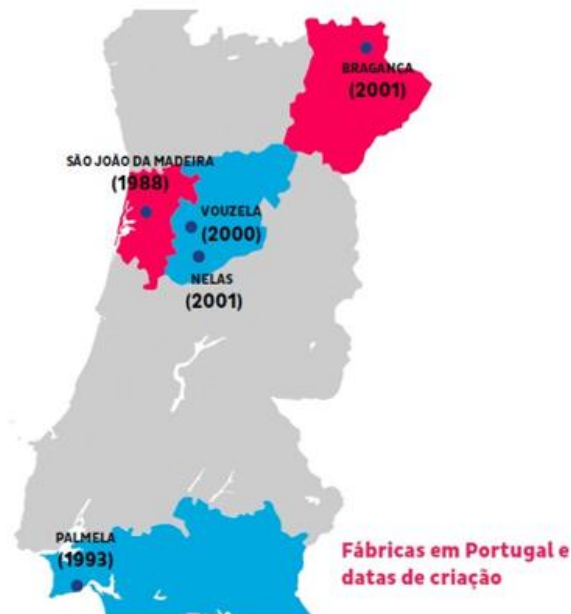 BRAGANÇA
(2001)
SÃO JOÃO DA MADEIRA
(1988)
VOUZELA
(2000)
NELAS
(2001)
PALMELA
(1993)
Fábricas em Portugal e
datas de criação